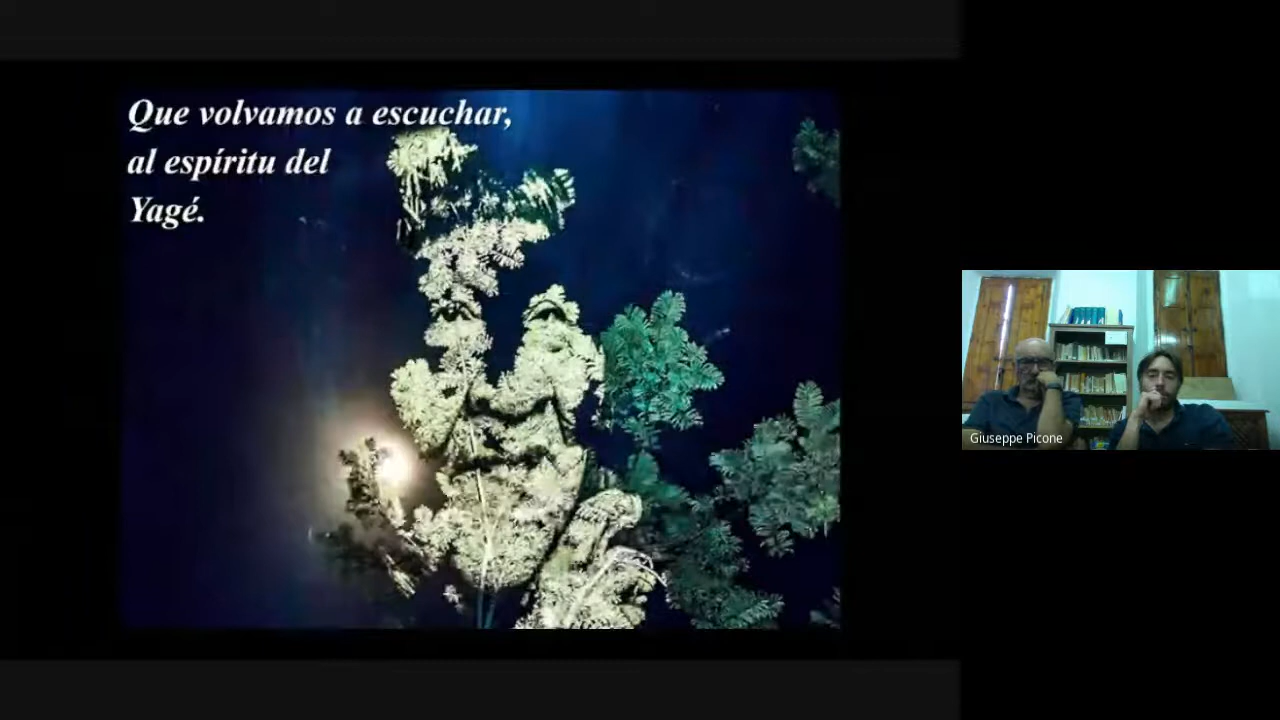 Que volvamos a escuchar,
al espíritu del
Yagé.
Giuseppe Picone